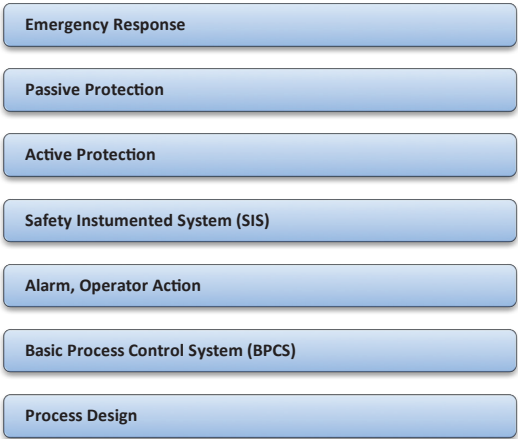 Emergency Response
Passive Protection
Active Protection
Safety Instumented System (SIS)
Alarm, Operator Action
Basic Process Control System (BPCS)
Process Design